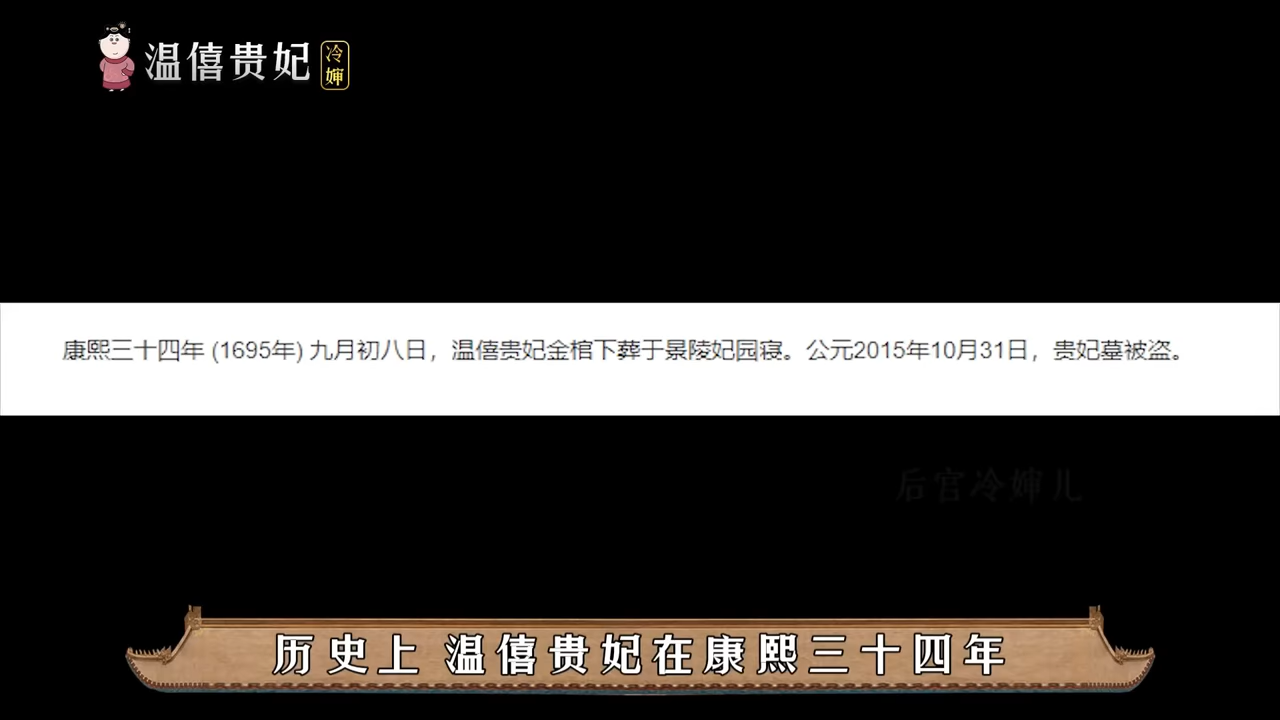 温僖贵妃
冷
婶
康熙三十四年 (1695年) 九月初八日，温僖贵妃金棺下葬于景陵妃园寝。公元2015年10月31日，贵妃墓被盗。
后宫冷婶儿
历史上 温僖贵妃在康熙三十四年